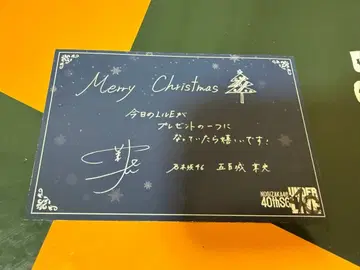 Merry Christmas
今日のLIVEが
プレゼントの一つに
なっていたら嬉しいです!
乃木坂46 五百城 茉央
NOGIZAKA46
40thSG
UNDER
LIVE